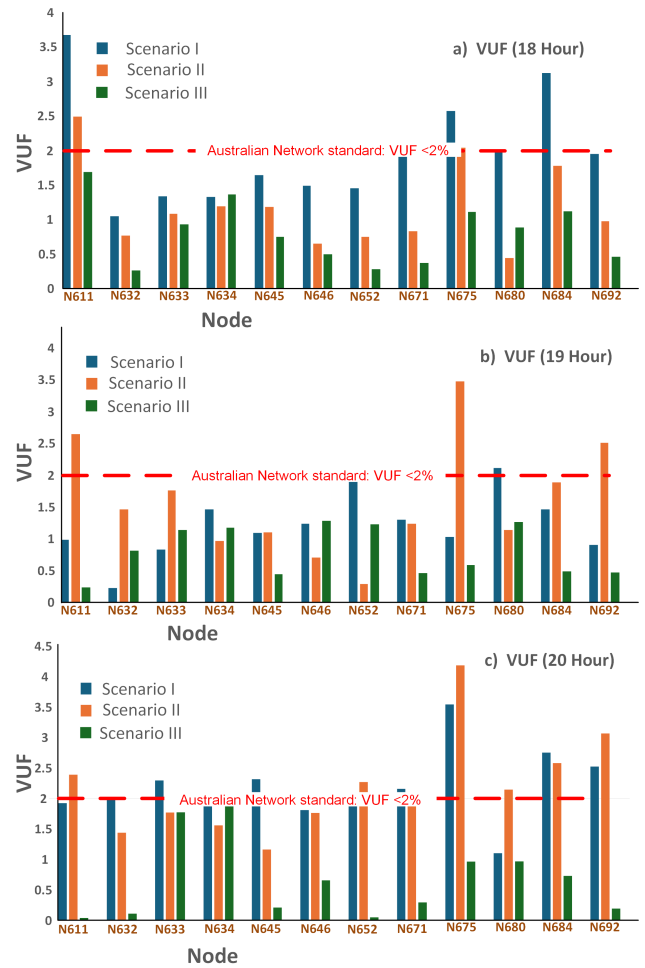 4
3.5
3
2.5
2
1.5
1
0.5
0
VUF
Scenario I
Scenario II
Scenario III
a) VUF (18 Hour)
Australian Network standard: VUF <2%
N611 N632 N633 N634 N645 N646 N652 N671 N675 N680 N684 N692
Node
4
3.5
3
2.5
2
1.5
1
0.5
0
VUF
Scenario I
Scenario II
Scenario III
b) VUF (19 Hour)
Australian Network standard: VUF <2%
N611 N632 N633 N634 N645 N646 N652 N671 N675 N680 N684 N692
Node
4.5
4
3.5
3
2.5
2
1.5
1
0.5
0
VUF
Scenario I
Scenario II
Scenario III
c) VUF (20 Hour)
Australian Network standard: VUF <2%
N611 N632 N633 N634 N645 N646 N652 N671 N675 N680 N684 N692
Node